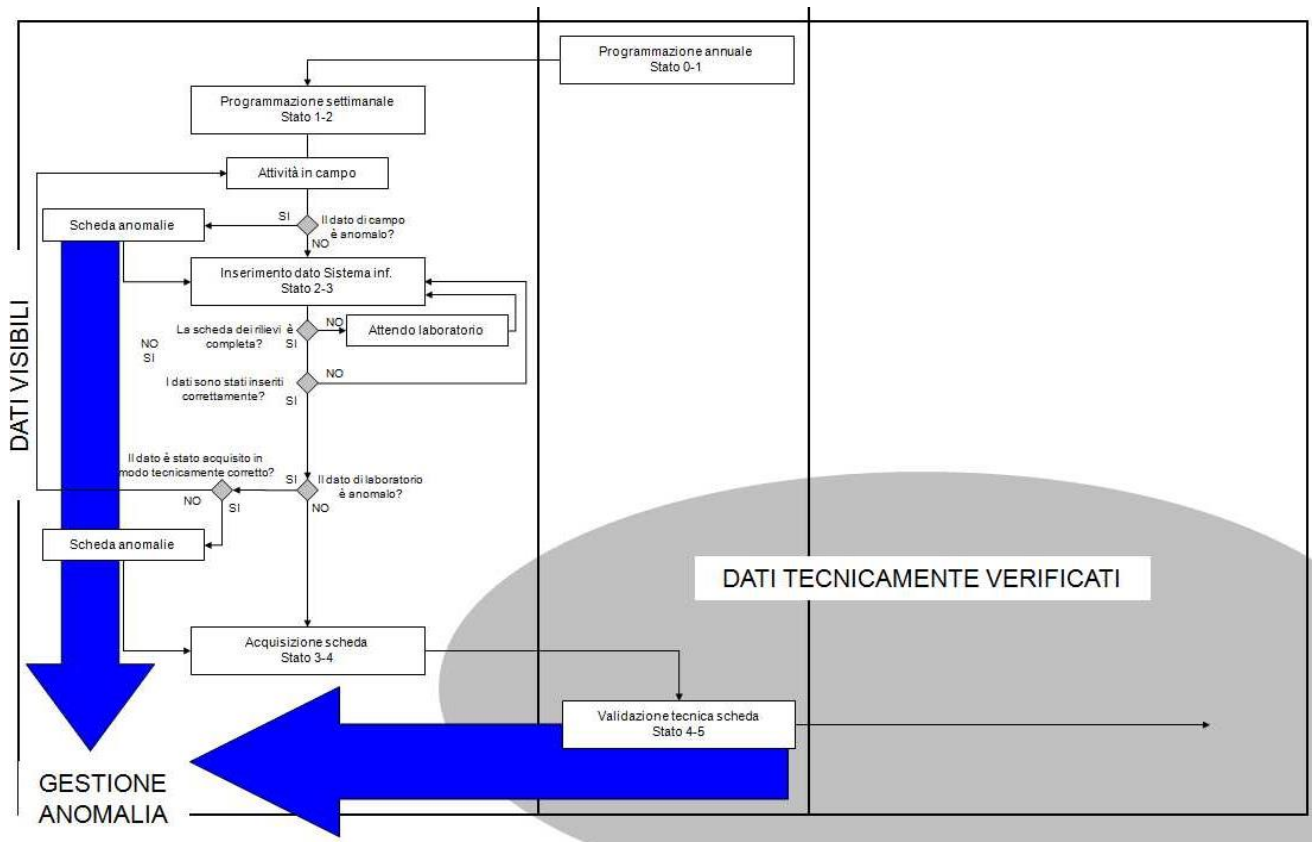 Programmazione annuale
Stato 0-1
Programmazione settimanale
Stato 1-2
Attività in campo
SI
Il dato di campo
è anomalo?
Scheda anomalie
NO
Inserimento dato Sistema inf.
Stato 2-3
La scheda dei rilievi è
completa?
NO
SI
Attendo laboratorio
NO
SI
I dati sono stati inseriti
correttamente?
NO
SI
DATI VISIBILI
Il dato è stato acquisito in
modo tecnicamente corretto?
SI
Il dato di laboratorio
è anomalo?
NO
SI
NO
Scheda anomalie
DATI TECNICAMENTE VERIFICATI
Acquisizione scheda
Stato 3-4
Validazione tecnica scheda
Stato 4-5
GESTIONE
ANOMALIA